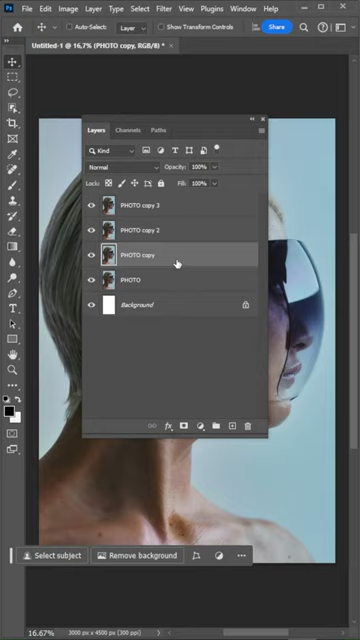 Ps File Edit Image Layer Type Select Filter View Plugins Window Help
Auto-Select: Layer Show Transform Controls Share
Untitled-1 @ 16,7% (PHOTO copy, RGB/8) * ×
Layers Channels Paths
Kind
Normal Opacity: 100%
Lock: Fill: 100%
PHOTO copy 3
PHOTO copy 2
PHOTO copy
PHOTO
Background
fx
Select subject Remove background
16.67% 3000 px x 4500 px (300 ppi)